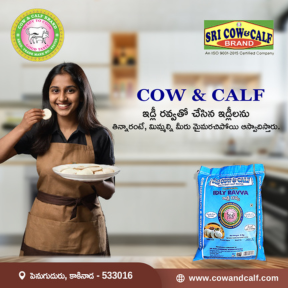 SRI COW&CALF
BRAND
An ISO 9001-2015 Certified Company
COW & CALF
ఇడ్లీ రవ్వతో చేసిన ఇడ్లీలను
తిన్నారంటే, మిమ్మల్ని మీరు మైమరచిపోయి ఆస్వాదిస్తారు.
IDLY RAVVA
పెనుగుదురు, కాకినాడ - 533016
www.cowandcalf.com